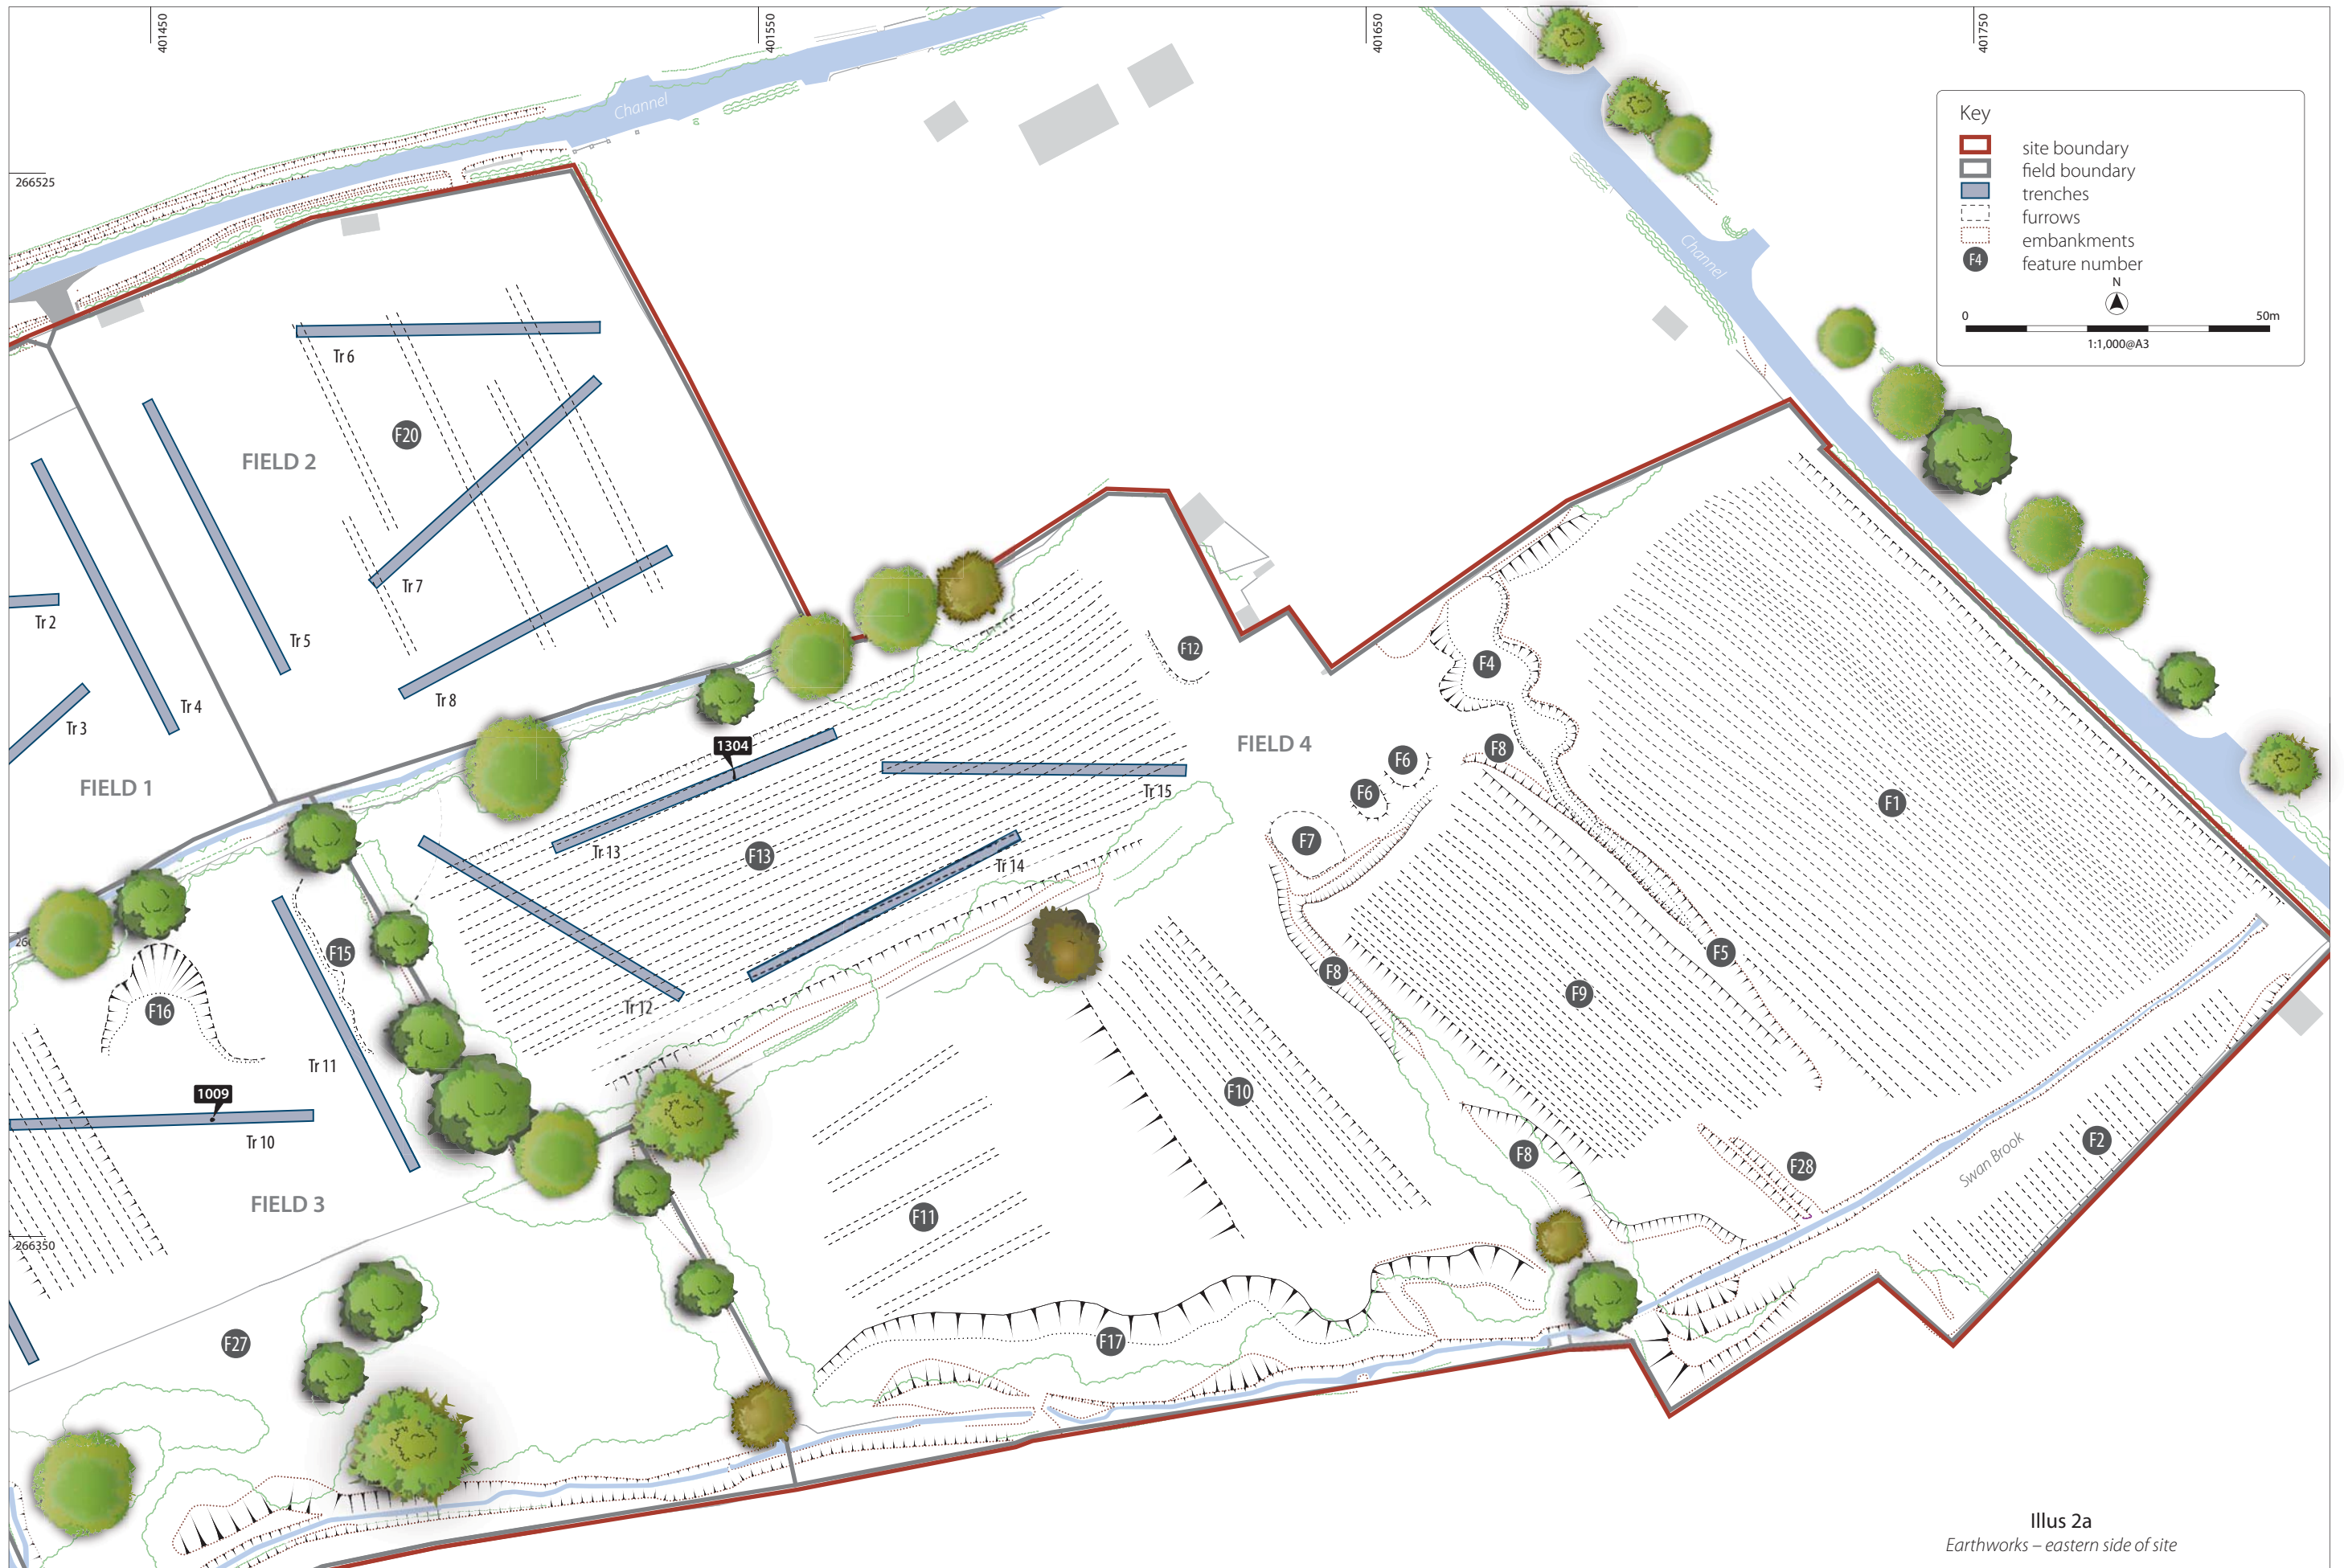 401450
401550
401650
401750
Channel
266525
Key
site boundary
field boundary
trenches
furrows
embankments
F4
feature number
N
0
50m
1:1,000@A3
Channel
Tr 6
F20
FIELD 2
Tr 7
Tr 2
Tr 5
Tr 8
Tr 4
Tr 3
FIELD 1
F12
F4
1304
FIELD 4
F8
F6
F6
Tr 15
F1
F7
Tr 13
F13
Tr 14
F15
F5
F8
F9
Tr 12
F16
Tr 11
F10
1009
Tr 10
F2
F8
F28
Swan Brook
FIELD 3
F11
266350
F27
F17
Illus 2a
Earthworks – eastern side of site